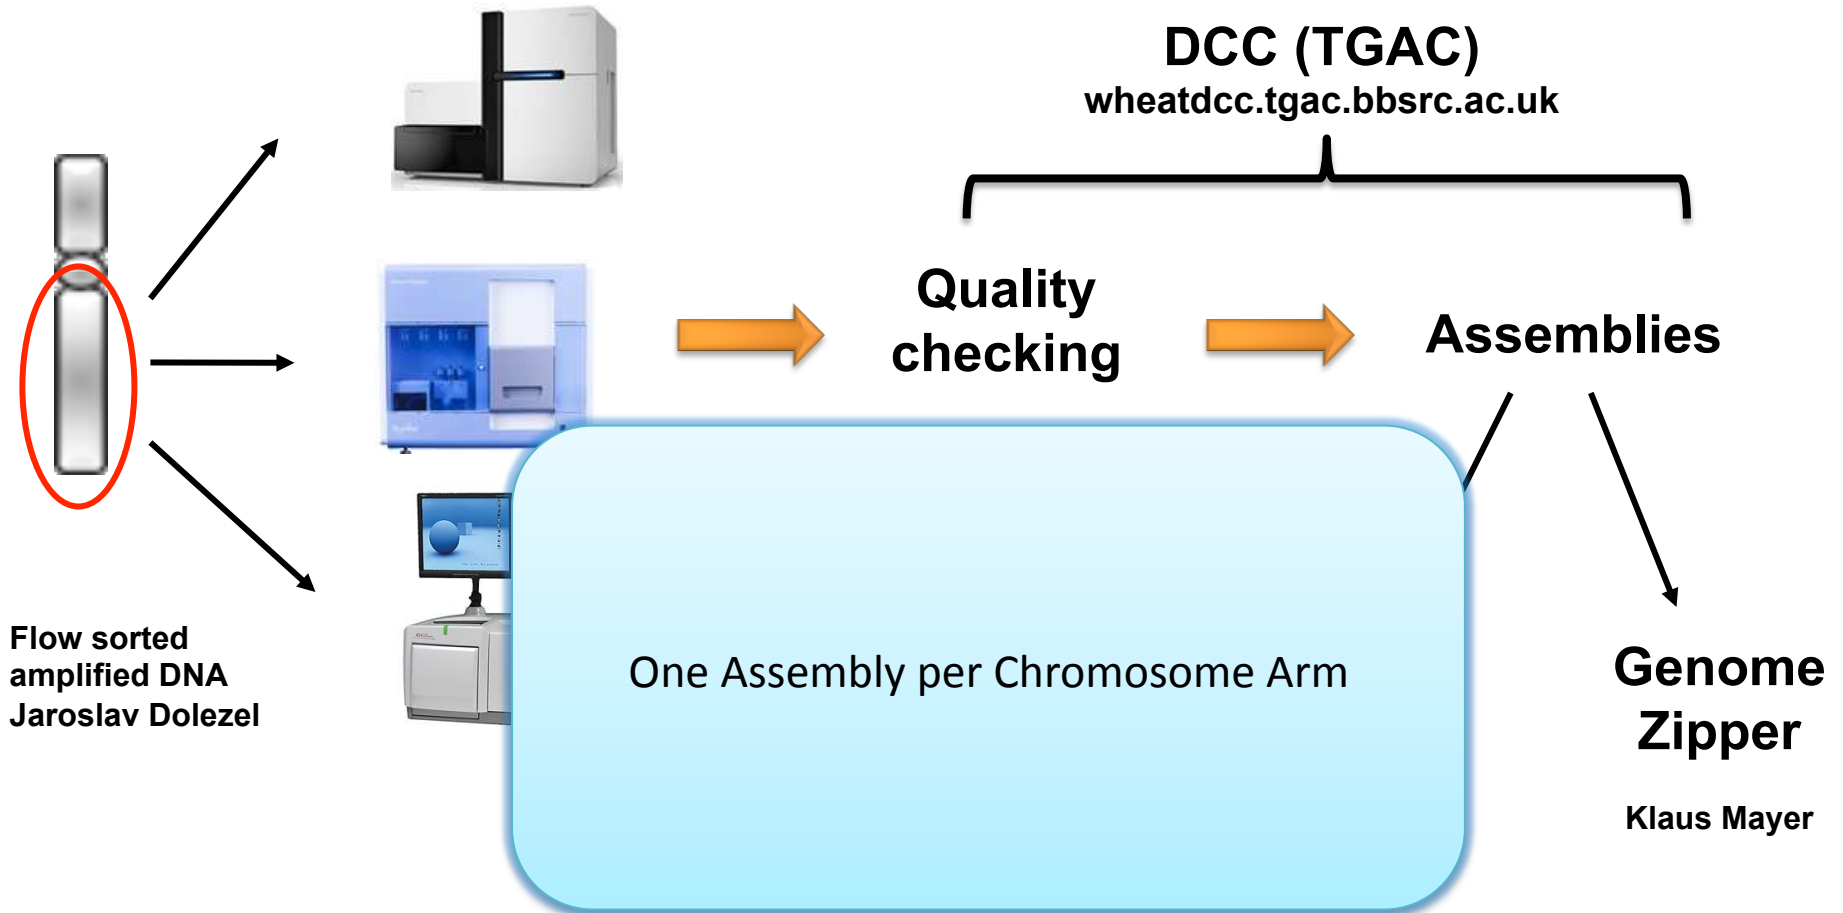 DCC (TGAC)
wheatdcc.tgac.bbsrc.ac.uk
Quality
checking
Assemblies
Flow sorted
amplified DNA
Jaroslav Dolezel
One Assembly per Chromosome Arm
Genome
Zipper
Klaus Mayer